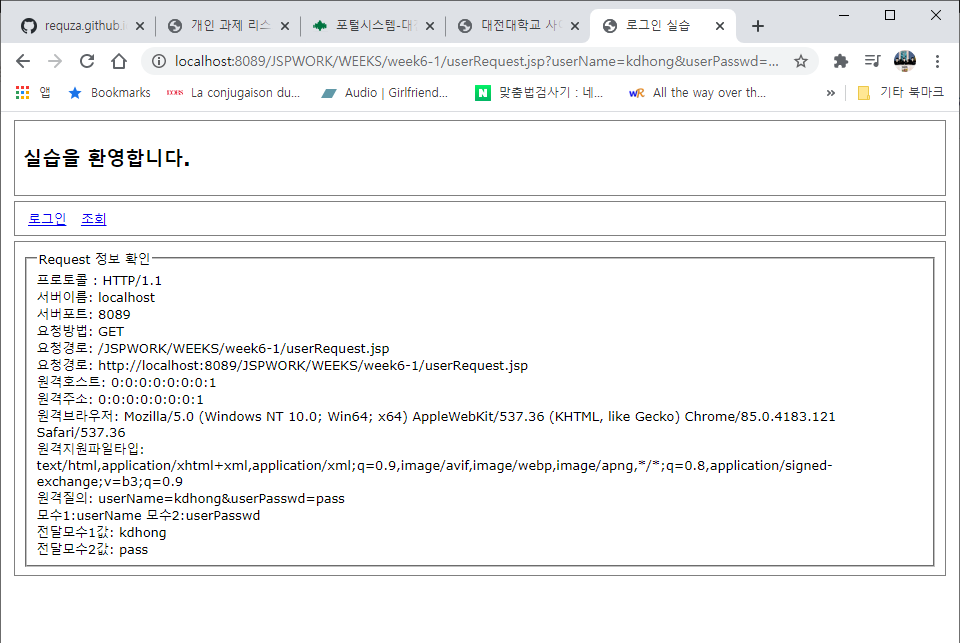 requza.github.
개인 과제 리스
포털시스템-대
대전대학교 사이
로그인 실습
localhost:8089/JSPWORK/WEEKS/week6-1/userRequest.jsp?userName=kdhong&userPasswd=...
앱 Bookmarks La conjugaison du... Audio | Girlfriend... N 맞춤법검사기 : 네... wR All the way over th... » 기타 북마크
실습을 환영합니다.
로그인 조회
Request 정보 확인
프로토콜 : HTTP/1.1
서버이름: localhost
서버포트: 8089
요청방법: GET
요청경로: /JSPWORK/WEEKS/week6-1/userRequest.jsp
요청경로: http://localhost:8089/JSPWORK/WEEKS/week6-1/userRequest.jsp
원격호스트: 0:0:0:0:0:0:0:1
원격주소: 0:0:0:0:0:0:0:1
원격브라우저: Mozilla/5.0 (Windows NT 10.0; Win64; x64) AppleWebKit/537.36 (KHTML, like Gecko) Chrome/85.0.4183.121
Safari/537.36
원격지원파일타입:
text/html,application/xhtml+xml,application/xml;q=0.9,image/avif,image/webp,image/apng,*/*;q=0.8,application/signed-
exchange;v=b3;q=0.9
원격질의: userName=kdhong&userPasswd=pass
모수1:userName 모수2:userPasswd
전달모수1값: kdhong
전달모수2값: pass